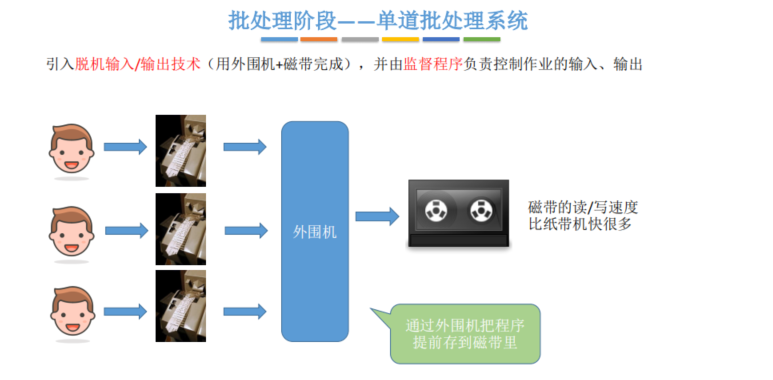 批处理阶段——单道批处理系统
引入脱机输入/输出技术（用外围机+磁带完成），并由监督程序负责控制作业的输入、输出
外围机
磁带的读/写速度
比纸带机快很多
通过外围机把程序
提前存到磁带里